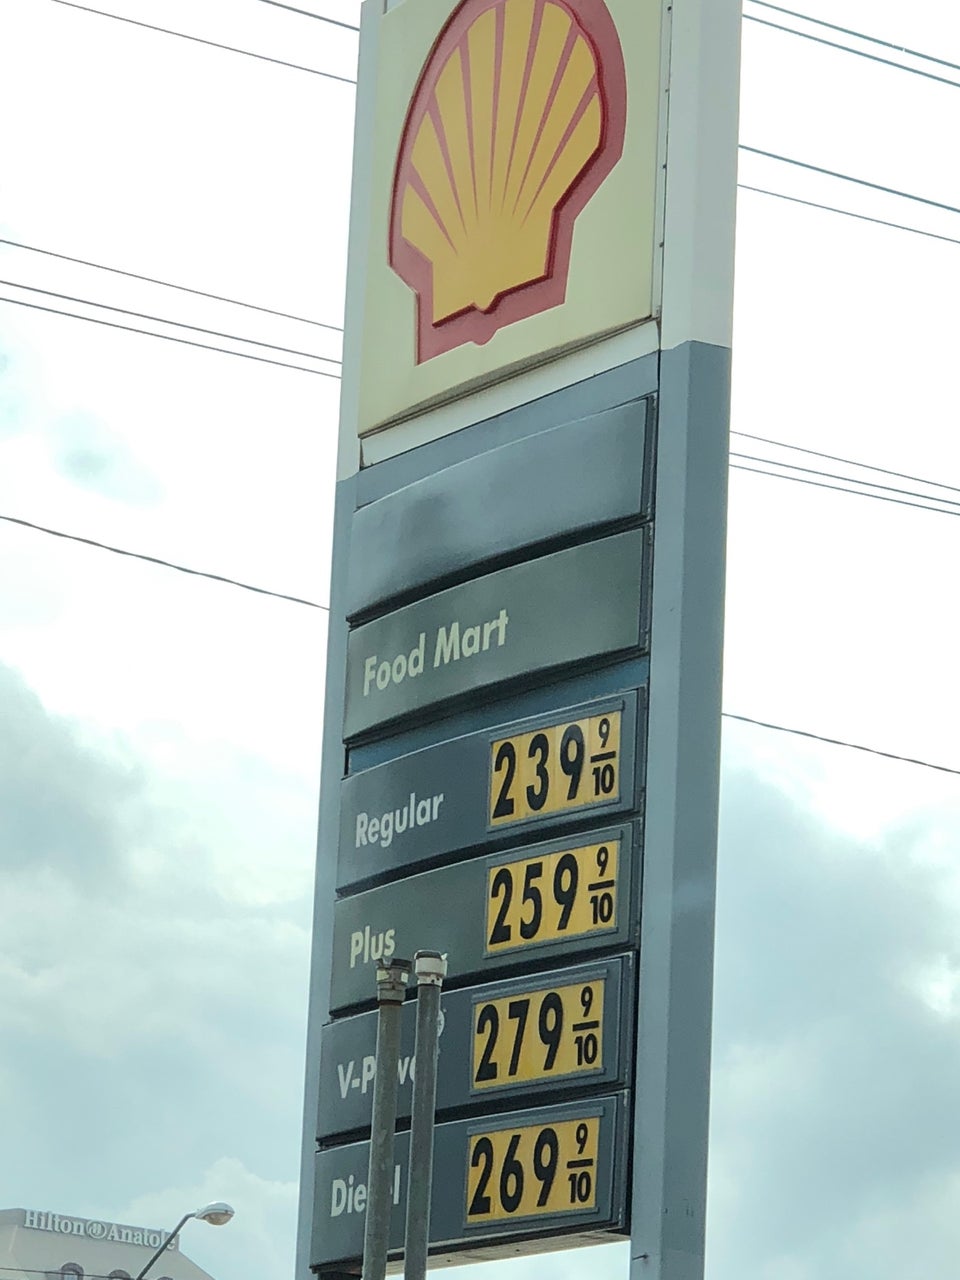 Food Mart
Regular 239 9/10
Plus 259 9/10
279 9/10
269 9/10
Hilton Anatole